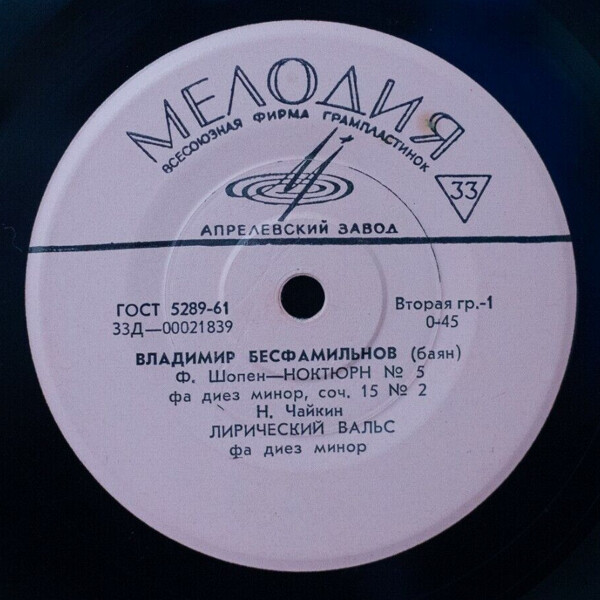 МЕЛОДИЯ
ВСЕСОЮЗНАЯ ФИРМА ГРАМПЛАСТИНОК
33
АПРЕЛЕВСКИЙ ЗАВОД
ГОСТ 5289-61 Вторая гр.-1
33Д—00021839 0-45
ВЛАДИМИР БЕСФАМИЛЬНОВ (баян)
Ф. Шопен—НОКТЮРН № 5
фа диез минор, соч. 15 № 2
Н. Чайкин
ЛИРИЧЕСКИЙ ВАЛЬС
фа диез минор